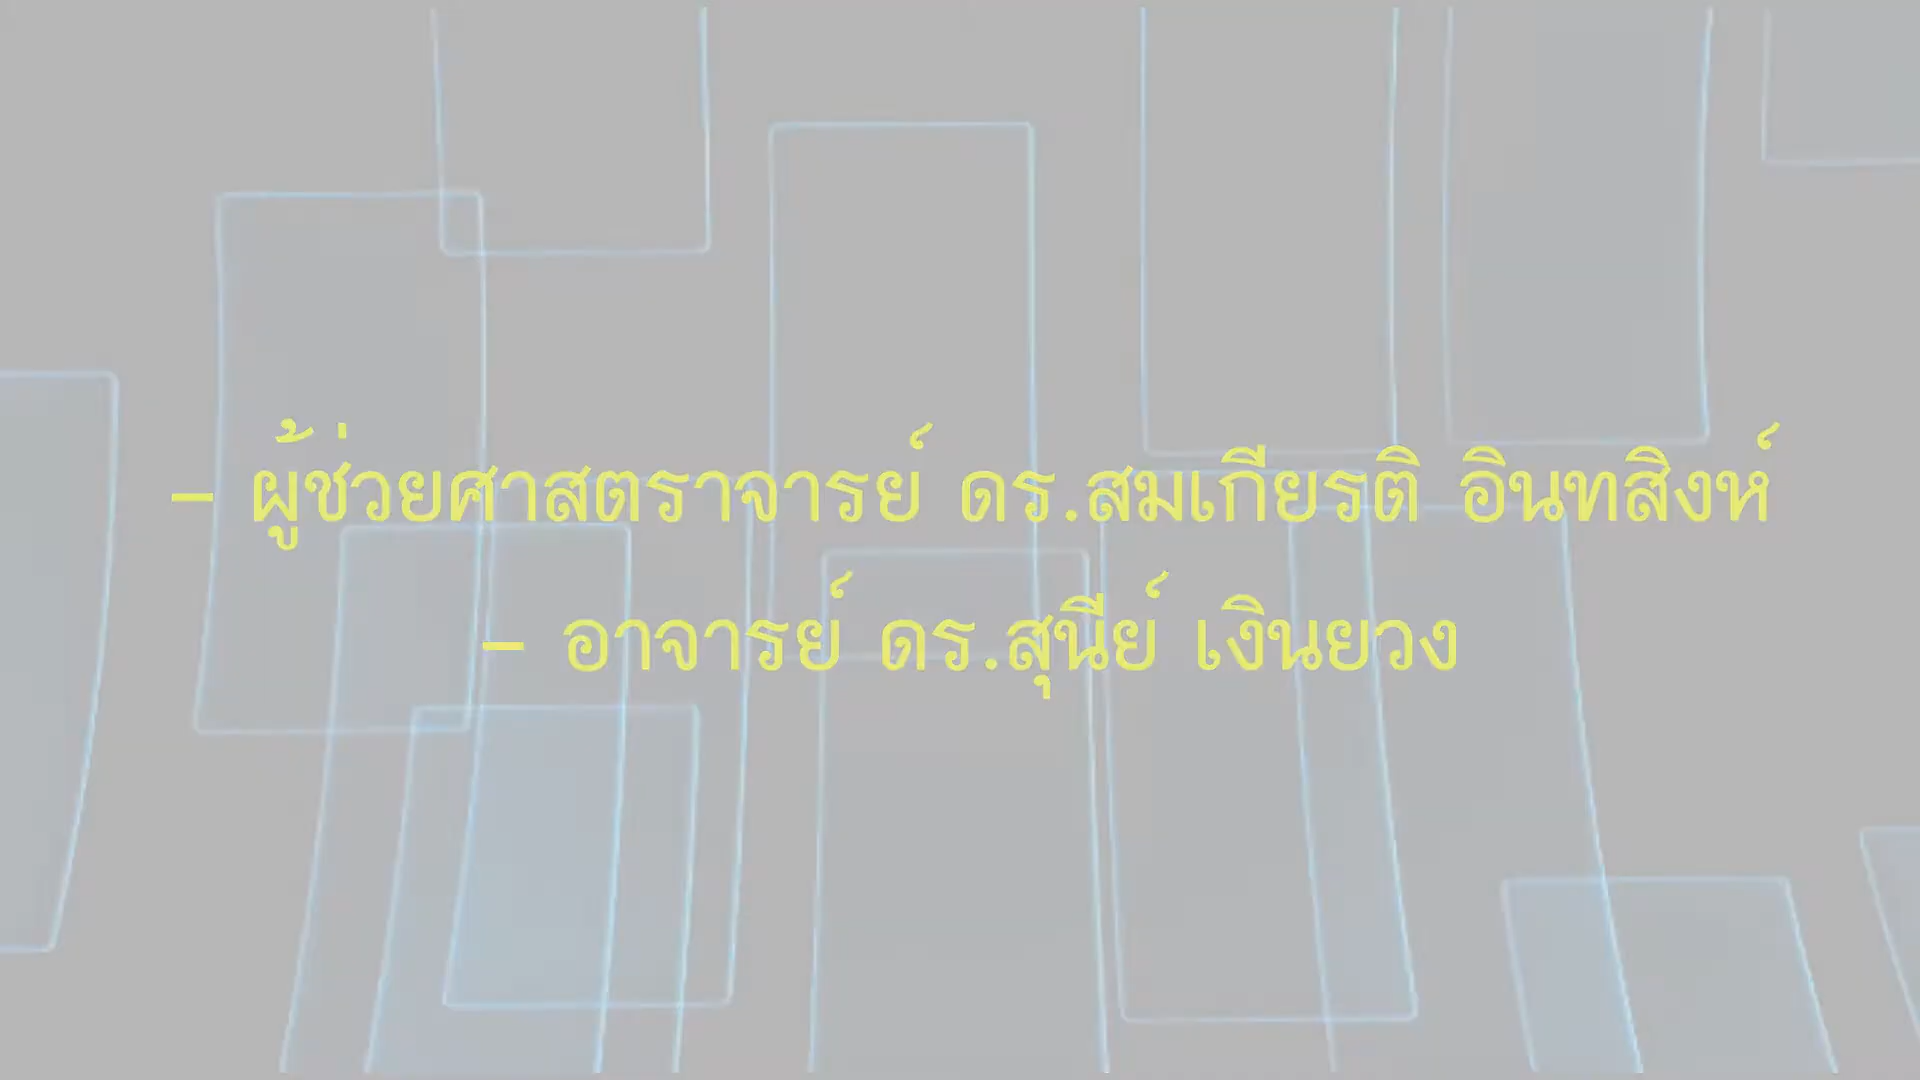 - ผู้ช่วยศาสตราจารย์ ดร.สมเกียรติ อินทสิงห์
- อาจารย์ ดร.สุนีย์ เงินยวง